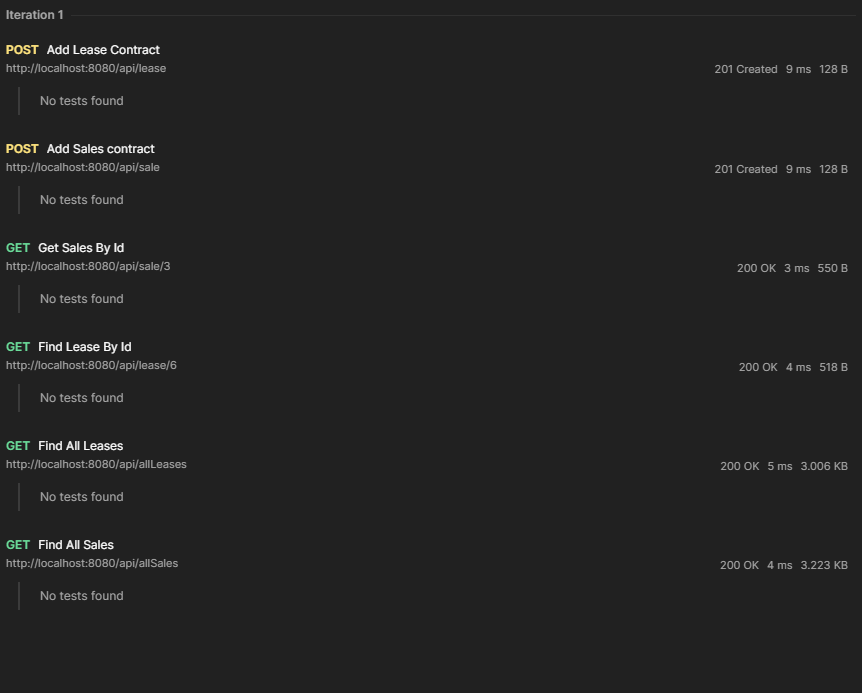 Iteration 1
POST Add Lease Contract
http://localhost:8080/api/lease
201 Created 9 ms 128 B
No tests found
POST Add Sales contract
http://localhost:8080/api/sale
201 Created 9 ms 128 B
No tests found
GET Get Sales By Id
http://localhost:8080/api/sale/3
200 OK 3 ms 550 B
No tests found
GET Find Lease By Id
http://localhost:8080/api/lease/6
200 OK 4 ms 518 B
No tests found
GET Find All Leases
http://localhost:8080/api/allLeases
200 OK 5 ms 3.006 KB
No tests found
GET Find All Sales
http://localhost:8080/api/allSales
200 OK 4 ms 3.223 KB
No tests found